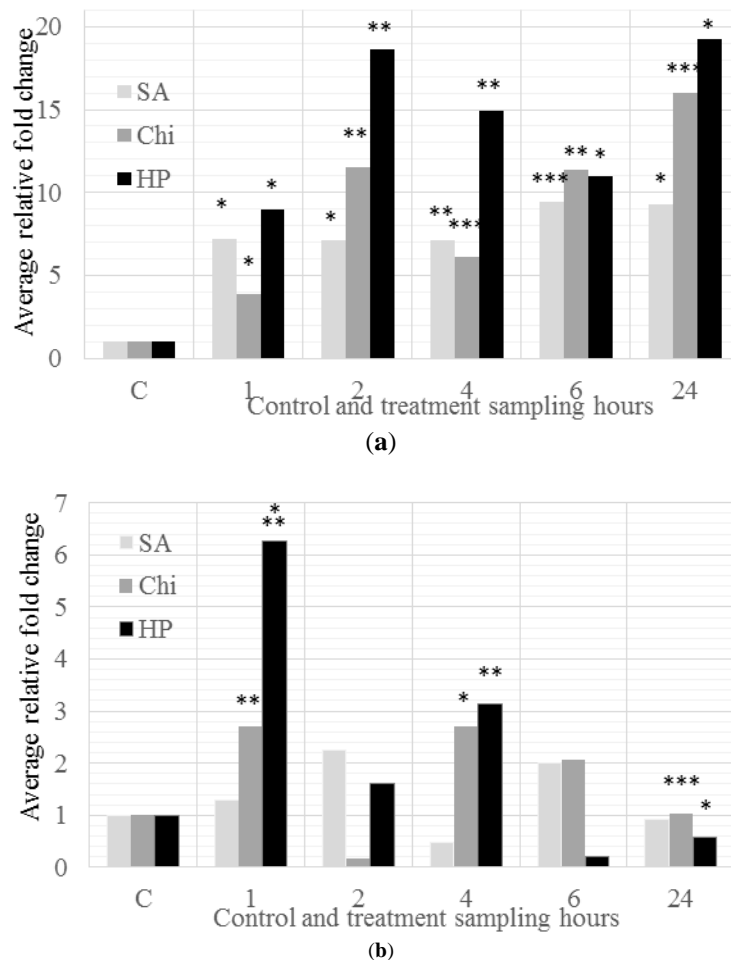 Average relative fold change
20
15
10
5
0
SA
Chi
HP
*
*
*
*
**
**
**
***
**
***
**
*
*
***
*
C 1 2 4 6 24
Control and treatment sampling hours
(a)
Average relative fold change
7
6
5
4
3
2
1
0
SA
Chi
HP
**
*
**
*
**
***
*
C 1 2 4 6 24
Control and treatment sampling hours
(b)